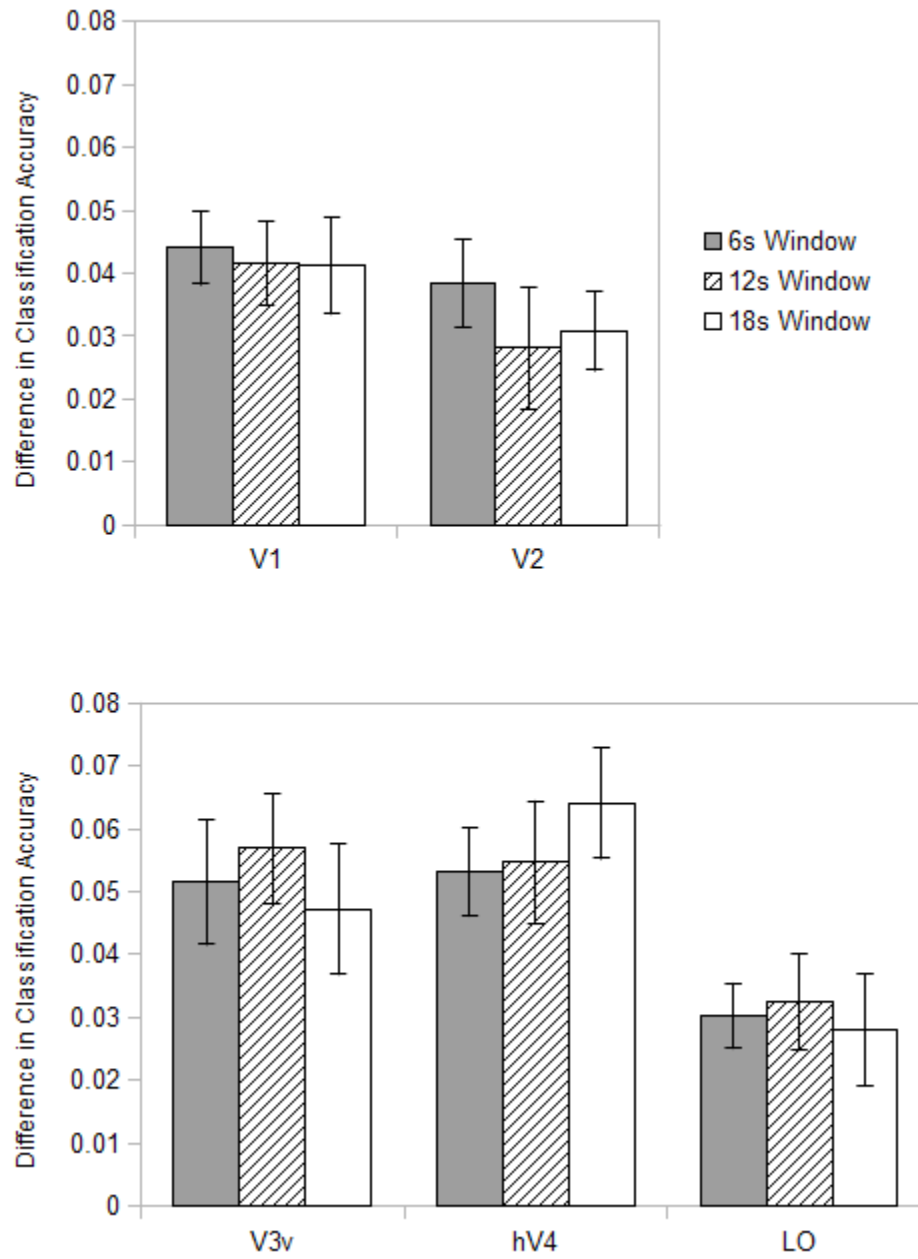 Difference in Classification Accuracy
0.08
0.07
0.06
0.05
0.04
0.03
0.02
0.01
0
V1 V2
6s Window
12s Window
18s Window
Difference in Classification Accuracy
0.08
0.07
0.06
0.05
0.04
0.03
0.02
0.01
0
V3v hV4 LO